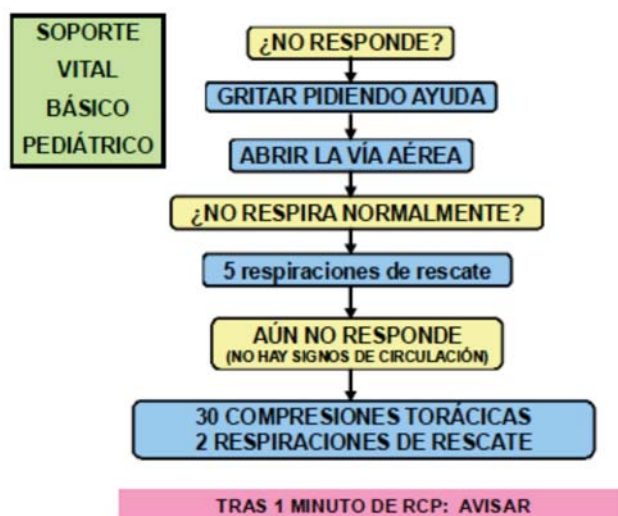 SOPORTE
VITAL
BÁSICO
PEDIÁTRICO
¿NO RESPONDE?
GRITAR PIDIENDO AYUDA
ABRIR LA VÍA AÉREA
¿NO RESPIRA NORMALMENTE?
5 respiraciones de rescate
AÚN NO RESPONDE
(NO HAY SIGNOS DE CIRCULACIÓN)
30 COMPRESIONES TORÁCICAS
2 RESPIRACIONES DE RESCATE
TRAS 1 MINUTO DE RCP: AVISAR